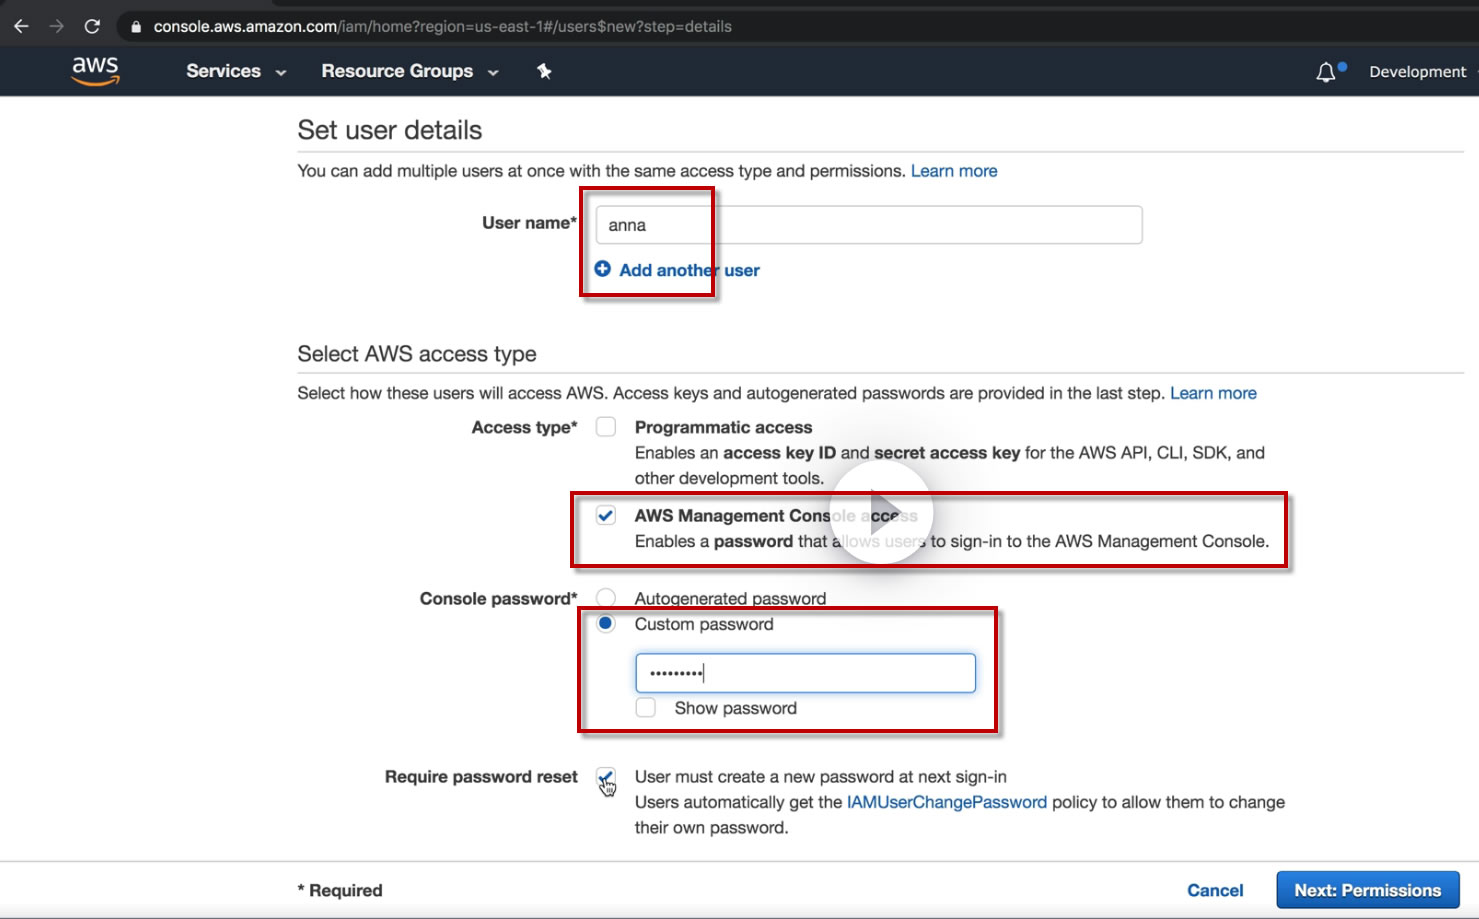 console.aws.amazon.com/iam/home?region=us-east-1#/users$new?step=details
aws Services Resource Groups Development
Set user details
You can add multiple users at once with the same access type and permissions. Learn more
User name* anna
Add another user
Select AWS access type
Select how these users will access AWS. Access keys and autogenerated passwords are provided in the last step. Learn more
Access type* Programmatic access
Enables an access key ID and secret access key for the AWS API, CLI, SDK, and
other development tools.
AWS Management Console access
Enables a password that allows users to sign-in to the AWS Management Console.
Console password* Autogenerated password
Custom password
•••••••••
Show password
Require password reset User must create a new password at next sign-in
Users automatically get the IAMUserChangePassword policy to allow them to change
their own password.
* Required Cancel Next: Permissions